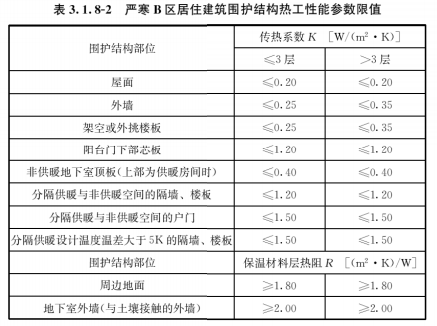 表 3.1.8-2 严寒 B 区居住建筑围护结构热工性能参数限值
围护结构部位 传热系数 K [W/(m²·K)]
≤3 层 >3 层
屋面 ≤0.20 ≤0.20
外墙 ≤0.25 ≤0.35
架空或外挑楼板 ≤0.25 ≤0.35
阳台门下部芯板 ≤1.20 ≤1.20
非供暖地下室顶板(上部为供暖房间时) ≤0.40 ≤0.40
分隔供暖与非供暖空间的隔墙、楼板 ≤1.20 ≤1.20
分隔供暖与非供暖空间的户门 ≤1.50 ≤1.50
分隔供暖设计温度温差大于 5K 的隔墙、楼板 ≤1.50 ≤1.50
围护结构部位 保温材料层热阻 R [(m²·K)/W]
周边地面 ≥1.80 ≥1.80
地下室外墙(与土壤接触的外墙) ≥2.00 ≥2.00